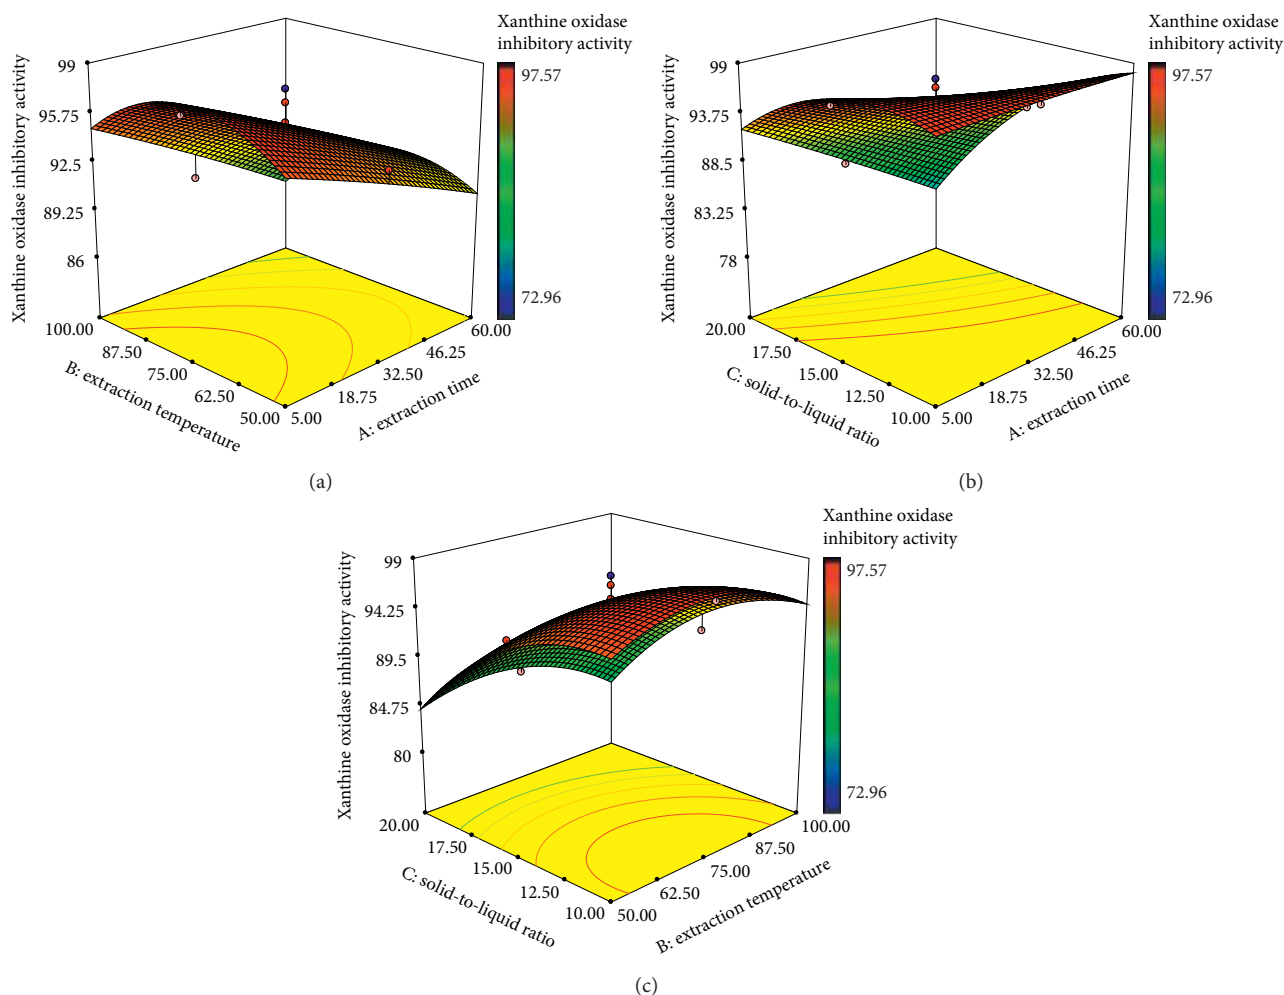 Xanthine oxidase
inhibitory activity
97.57
72.96
Xanthine oxidase inhibitory activity
99
95.75
92.5
89.25
86
100.00
87.50
75.00
62.50
50.00
B: extraction temperature
5.00
18.75
32.50
46.25
60.00
A: extraction time
(a)
Xanthine oxidase
inhibitory activity
97.57
72.96
Xanthine oxidase inhibitory activity
99
93.75
88.5
83.25
78
20.00
17.50
15.00
12.50
10.00
C: solid-to-liquid ratio
5.00
18.75
32.50
46.25
60.00
A: extraction time
(b)
Xanthine oxidase
inhibitory activity
97.57
72.96
Xanthine oxidase inhibitory activity
99
94.25
89.5
84.75
80
20.00
17.50
15.00
12.50
10.00
C: solid-to-liquid ratio
50.00
62.50
75.00
87.50
100.00
B: extraction temperature
(c)